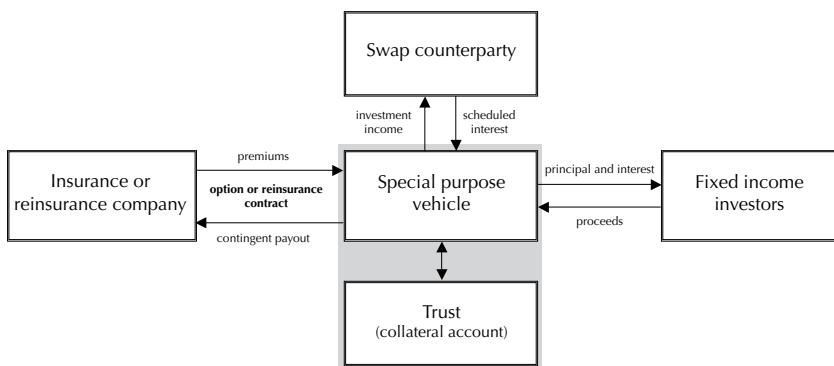 Swap counterparty
investment
income
scheduled
interest
Insurance or
reinsurance company
premiums
option or reinsurance
contract
contingent payout
Special purpose
vehicle
principal and interest
proceeds
Fixed income
investors
Trust
(collateral account)